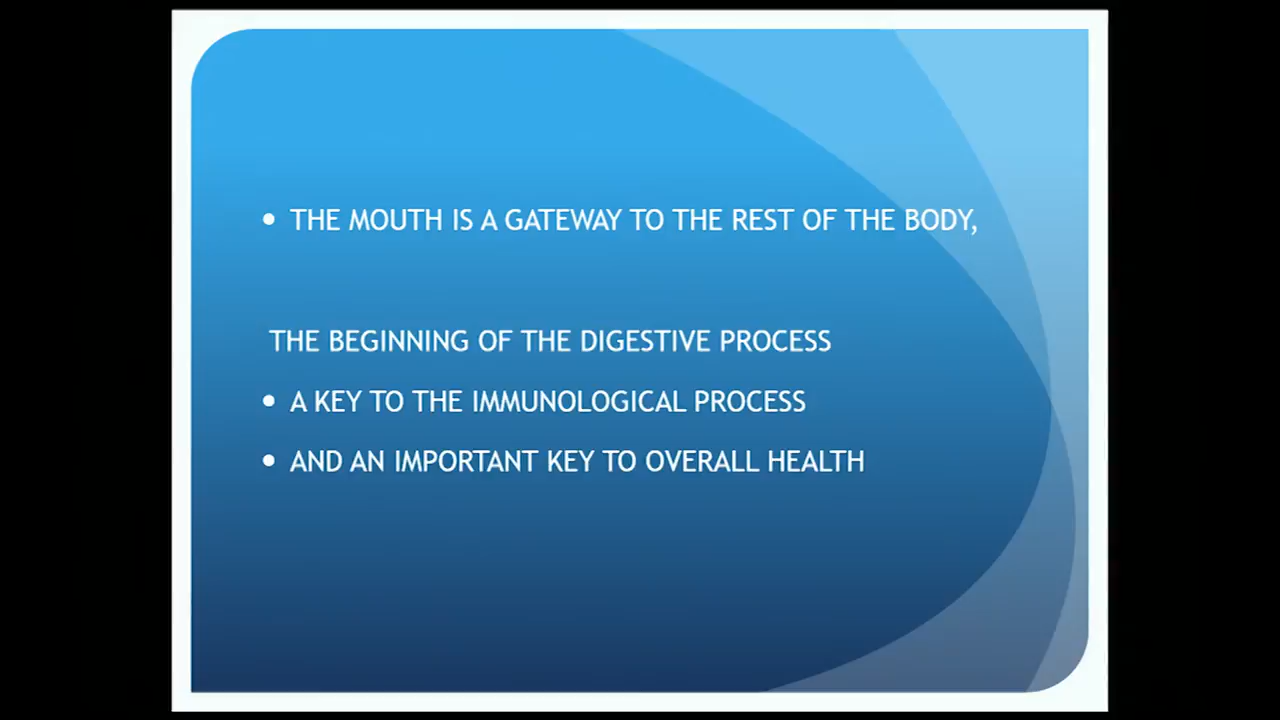 • THE MOUTH IS A GATEWAY TO THE REST OF THE BODY,
THE BEGINNING OF THE DIGESTIVE PROCESS
• A KEY TO THE IMMUNOLOGICAL PROCESS
• AND AN IMPORTANT KEY TO OVERALL HEALTH